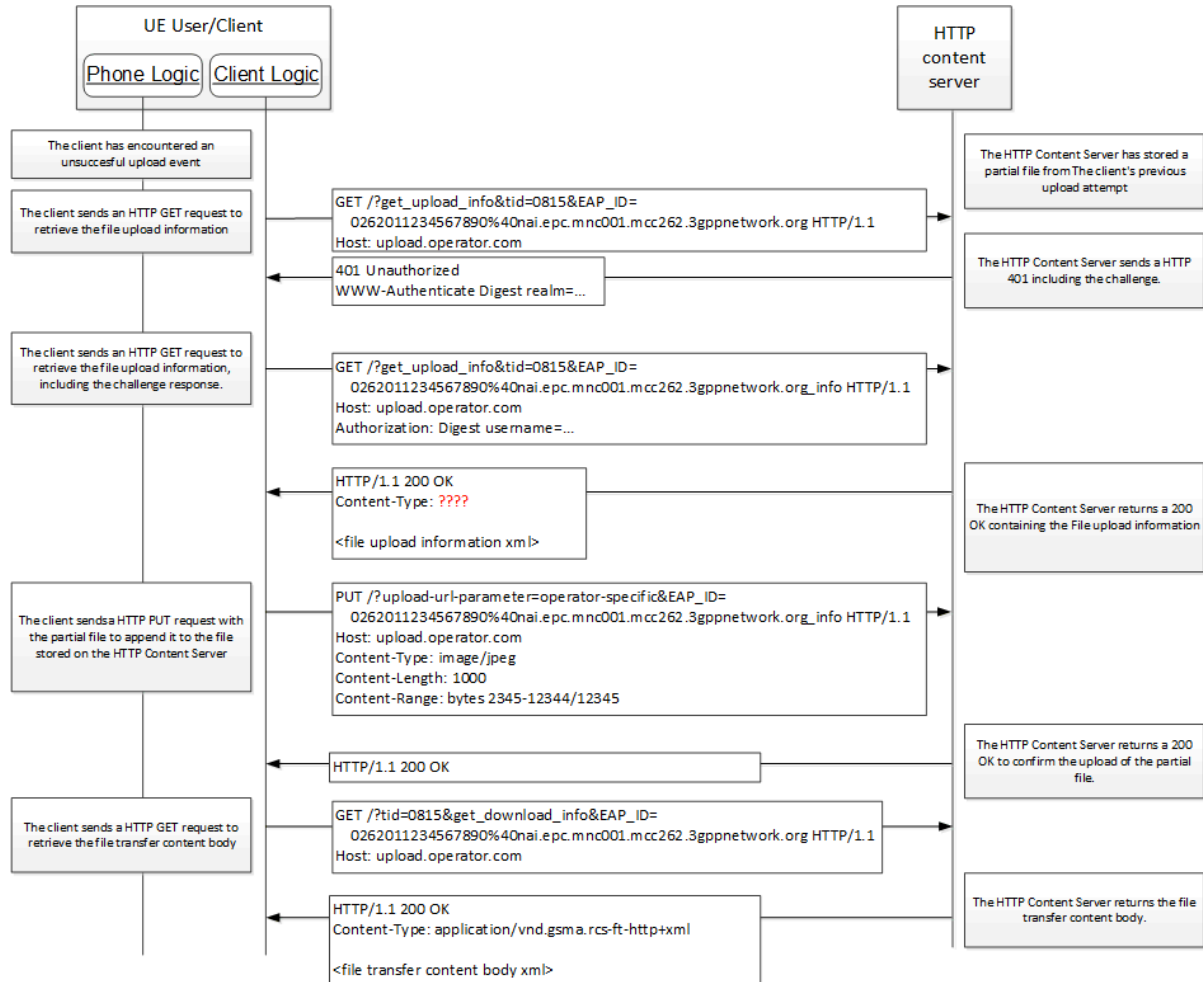 UE User/Client
Phone Logic
Client Logic
HTTP
content
server
The client has encountered an
unsuccesful upload event
The HTTP Content Server has stored a
partial file from The client's previous
upload attempt
The client sends an HTTP GET request to
retrieve the file upload information
GET /?get_upload_info&tid=0815&EAP_ID=
0262011234567890%40nai.epc.mnc001.mcc262.3gppnetwork.org HTTP/1.1
Host: upload.operator.com
The HTTP Content Server sends a HTTP
401 including the challenge.
401 Unauthorized
WWW-Authenticate Digest realm=...
The client sends an HTTP GET request to
retrieve the file upload information,
including the challenge response.
GET /?get_upload_info&tid=0815&EAP_ID=
0262011234567890%40nai.epc.mnc001.mcc262.3gppnetwork.org_info HTTP/1.1
Host: upload.operator.com
Authorization: Digest username=...
HTTP/1.1 200 OK
Content-Type: ????
<file upload information xml>
The HTTP Content Server returns a 200
OK containing the File upload information
The client sendsa HTTP PUT request with
the partial file to append it to the file
stored on the HTTP Content Server
PUT /?upload-url-parameter=operator-specific&EAP_ID=
0262011234567890%40nai.epc.mnc001.mcc262.3gppnetwork.org_info HTTP/1.1
Host: upload.operator.com
Content-Type: image/jpeg
Content-Length: 1000
Content-Range: bytes 2345-12344/12345
HTTP/1.1 200 OK
The HTTP Content Server returns a 200
OK to confirm the upload of the partial
file.
The client sends a HTTP GET request to
retrieve the file transfer content body
GET /?tid=0815&get_download_info&EAP_ID=
0262011234567890%40nai.epc.mnc001.mcc262.3gppnetwork.org HTTP/1.1
Host: upload.operator.com
HTTP/1.1 200 OK
Content-Type: application/vnd.gsma.rcs-ft-http+xml
<file transfer content body xml>
The HTTP Content Server returns the file
transfer content body.